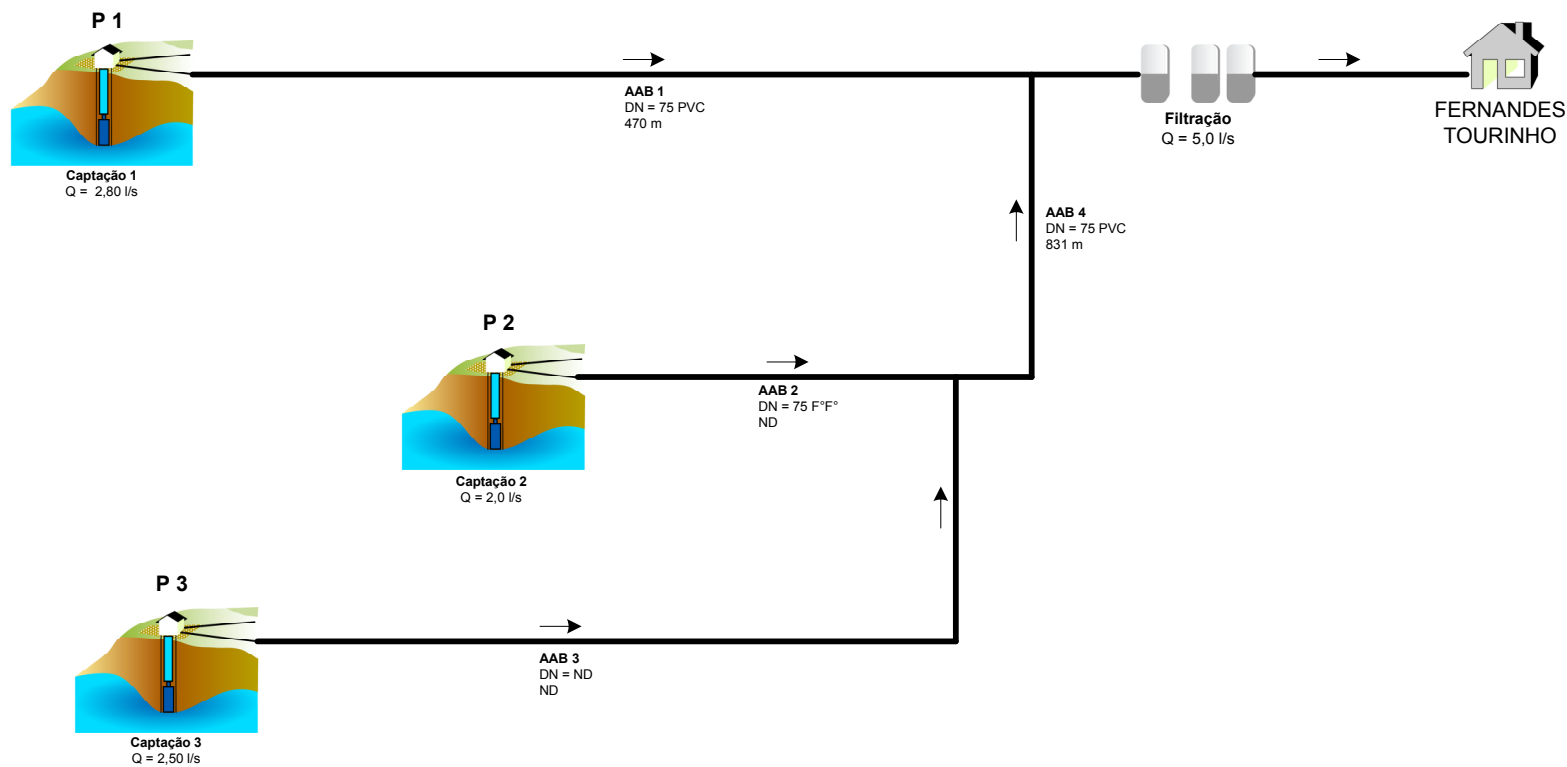 P 1
Captação 1
Q =  2,80 l/s
AAB 1
DN = 75 PVC
470 m
Filtração
Q = 5,0 l/s
FERNANDES
TOURINHO
AAB 4
DN = 75 PVC
831 m
P 2
Captação 2
Q = 2,0 l/s
AAB 2
DN = 75 F°F°
ND
P 3
Captação 3
Q = 2,50 l/s
AAB 3
DN = ND
ND